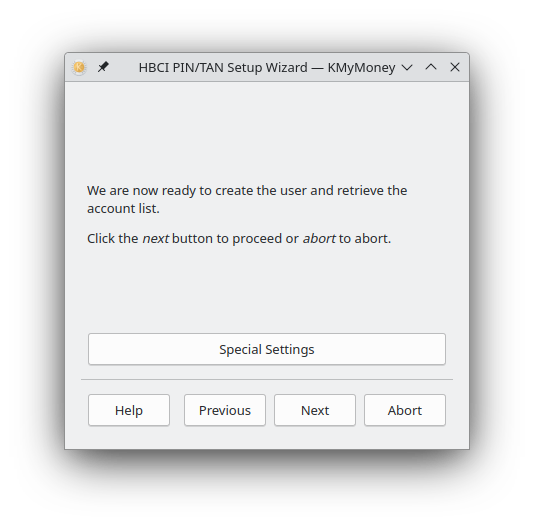 HBCI PIN/TAN Setup Wizard — KMyMoney
We are now ready to create the user and retrieve the
account list.
Click the next button to proceed or abort to abort.
Special Settings
Help
Previous
Next
Abort